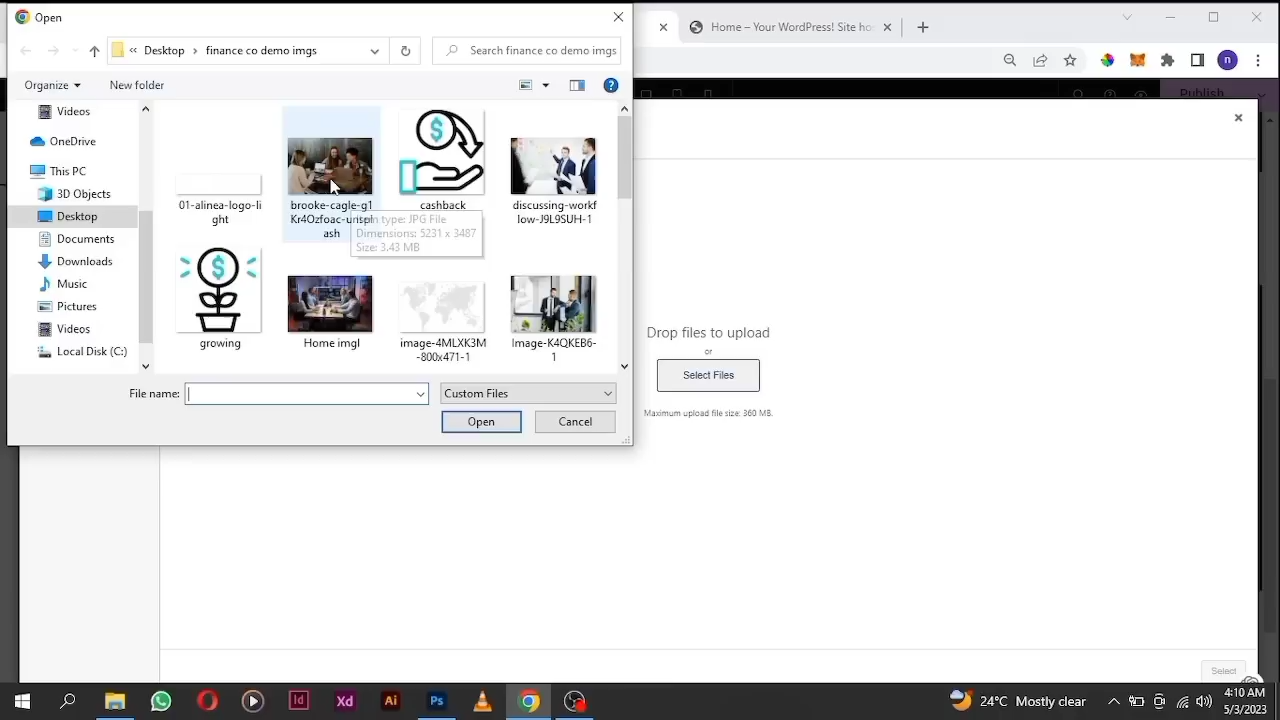 Open
Home – Your WordPress! Site ho
Desktop
finance co demo imgs
Search finance co demo imgs
n
Organize
New folder
Publish
Videos
OneDrive
This PC
3D Objects
Desktop
Documents
Downloads
Music
Pictures
Videos
Local Disk (C:)
01-alinea-logo-li
ght
brooke-cagle-g1
Kr4Ozfoac-unspl
ash
cashback
discussing-workf
low-J9L9SUH-1
Item type: JPG File
Dimensions: 5231 x 3487
Size: 3.43 MB
growing
Home imgl
image-4MLXK3M
-800x471-1
Image-K4QKEB6-
1
File name:
Custom Files
Open
Cancel
Drop files to upload
or
Select Files
Maximum upload file size: 360 MB.
Select
Id
Xd
Ai
Ps
24°C Mostly clear
4:10 AM
5/3/2023